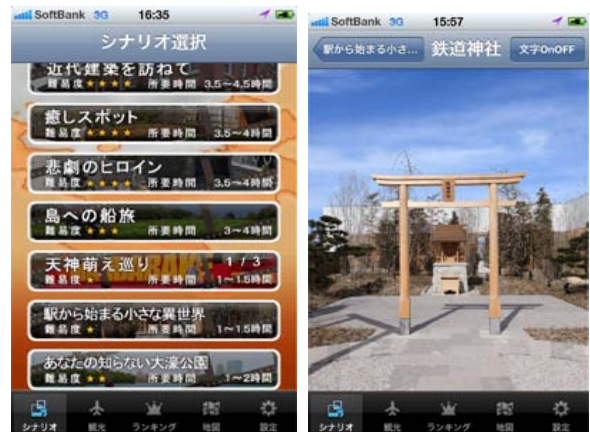 SoftBank 3G 16:35
シナリオ選択
近代建築を訪ねて
難易度 ★★★★ 所要時間 3.5~4.5時間
癒しスポット
難易度 ★★★★ 所要時間 3.5~4時間
悲劇のヒロイン
難易度 ★★★★ 所要時間 3.5~4時間
島への船旅
難易度 ★★★★ 所要時間 3~4時間
天神萌え巡り 1/3
難易度 ★ 所要時間 1~1.5時間
駅から始まる小さな異世界
難易度 ★ 所要時間 1~1.5時間
あなたの知らない大濠公園
難易度 ★★ 所要時間 1~2時間
シナリオ 観光 ランキング 地図 設定
SoftBank 3G 15:57
駅から始まる小さ... 鉄道神社 文字OnOFF
シナリオ 観光 ランキング 地図 設定